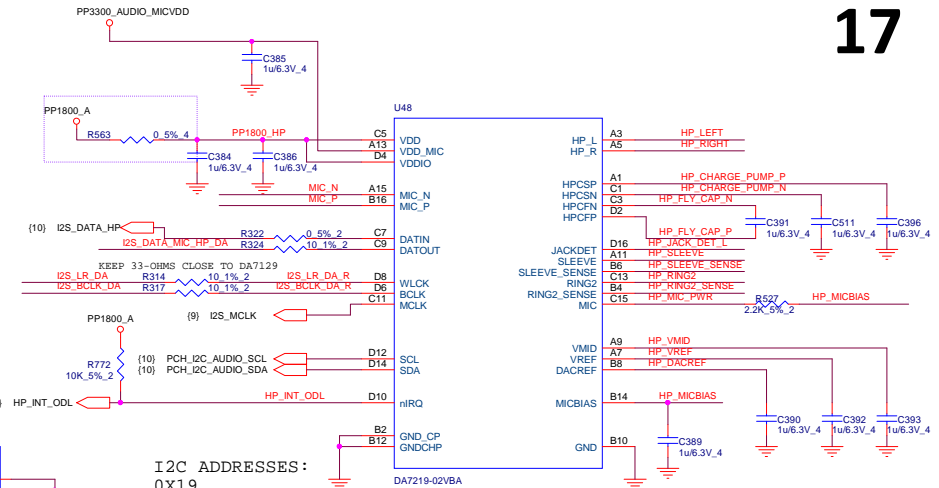 17
PP3300_AUDIO_MICVDD
C385
1u/6.3V_4
U48
PP1800_A
R563
0_5%_4
PP1800_HP
C384
1u/6.3V_4
C386
1u/6.3V_4
C5
VDD
A13
VDD_MIC
D4
VDDIO
HP_L
A3
HP_LEFT
HP_R
A5
HP_RIGHT
MIC_N
A15
MIC_N
MIC_P
B16
MIC_P
HPCSP
A1
HP_CHARGE_PUMP_P
HPCSN
C1
HP_CHARGE_PUMP_N
HPCFN
C3
HP_FLY_CAP_N
HPCFP
D2
HP_FLY_CAP_P
C391
1u/6.3V_4
C511
1u/6.3V_4
C396
1u/6.3V_4
{10} I2S_DATA_HP
R322
0_5%_2
C7
DATIN
I2S_DATA_MIC_HP_DA
R324
10_1%_2
C9
DATOUT
KEEP 33-OHMS CLOSE TO DA7129
I2S_LR_DA
R314
10_1%_2
I2S_LR_DA_R
D8
WLCK
I2S_BCLK_DA
R317
10_1%_2
I2S_BCLK_DA_R
D6
BCLK
{9} I2S_MCLK
C11
MCLK
JACKDET
D16
HP_JACK_DET_L
SLEEVE
A11
HP_SLEEVE
SLEEVE_SENSE
B6
HP_SLEEVE_SENSE
RING2
C13
HP_RING2
RING2_SENSE
B4
HP_RING2_SENSE
MIC
C15
HP_MIC_PWR
R527
2.2K_5%_2
HP_MICBIAS
PP1800_A
R772
10K_5%_2
{10} PCH_I2C_AUDIO_SCL
D12
SCL
{10} PCH_I2C_AUDIO_SDA
D14
SDA
VMID
A9
HP_VMID
VREF
A7
HP_VREF
DACREF
B8
HP_DACREF
HP_INT_ODL
HP_INT_ODL
D10
nIRQ
MICBIAS
B14
HP_MICBIAS
C390
1u/6.3V_4
C392
1u/6.3V_4
C393
1u/6.3V_4
B2
GND_CP
B12
GNDCHP
GND
B10
C389
1u/6.3V_4
I2C ADDRESSES:
0X19
DA7219-02VBA